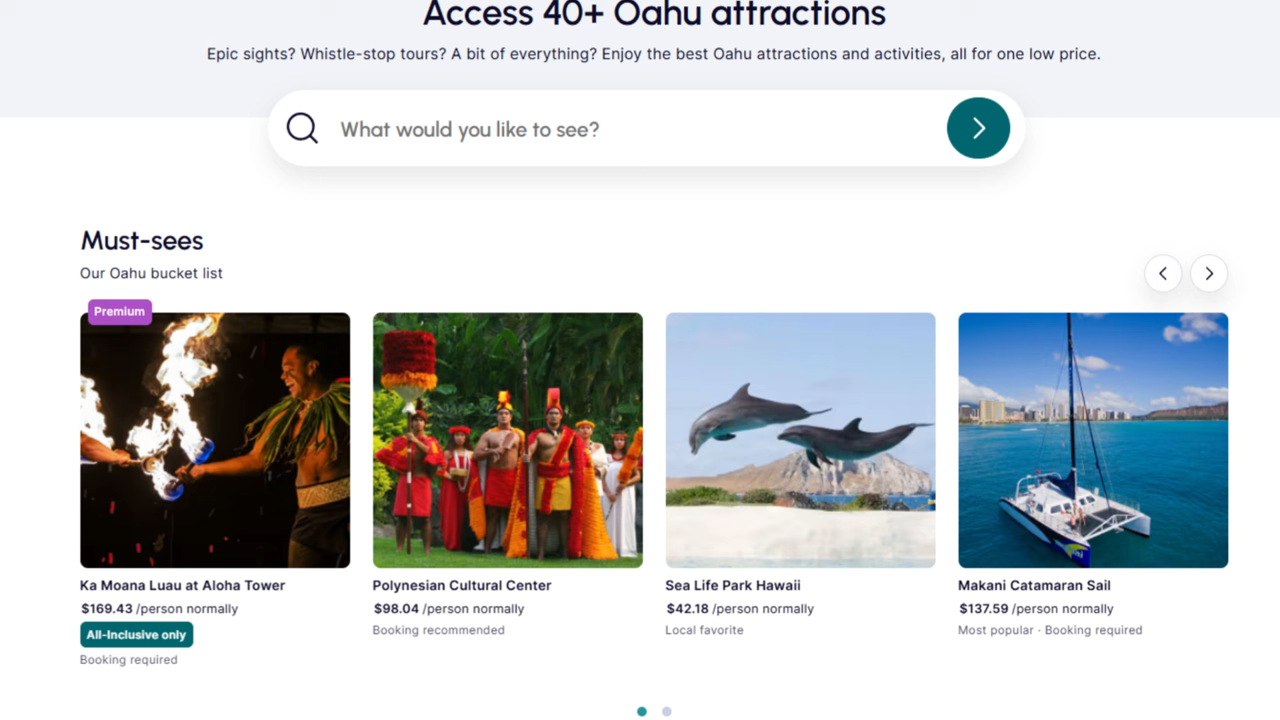 Access 40+ Oahu attractions
Epic sights? Whistle-stop tours? A bit of everything? Enjoy the best Oahu attractions and activities, all for one low price.
What would you like to see?
Must-sees
Our Oahu bucket list
Premium
Ka Moana Luau at Aloha Tower
$169.43 /person normally
All-Inclusive only
Booking required
Polynesian Cultural Center
$98.04 /person normally
Booking recommended
Sea Life Park Hawaii
$42.18 /person normally
Local favorite
Makani Catamaran Sail
$137.59 /person normally
Most popular · Booking required